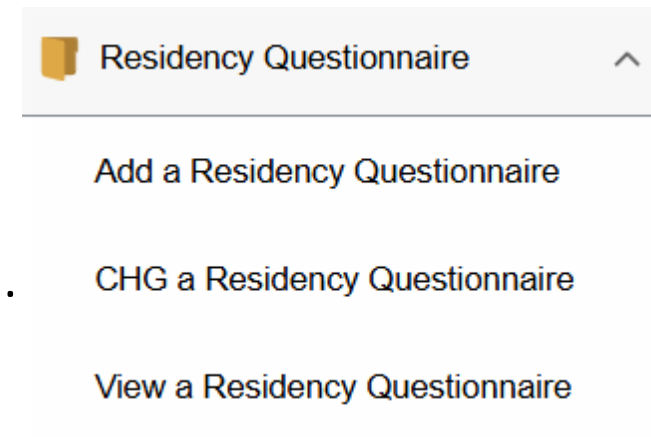 Residency Questionnaire
Add a Residency Questionnaire
CHG a Residency Questionnaire
View a Residency Questionnaire